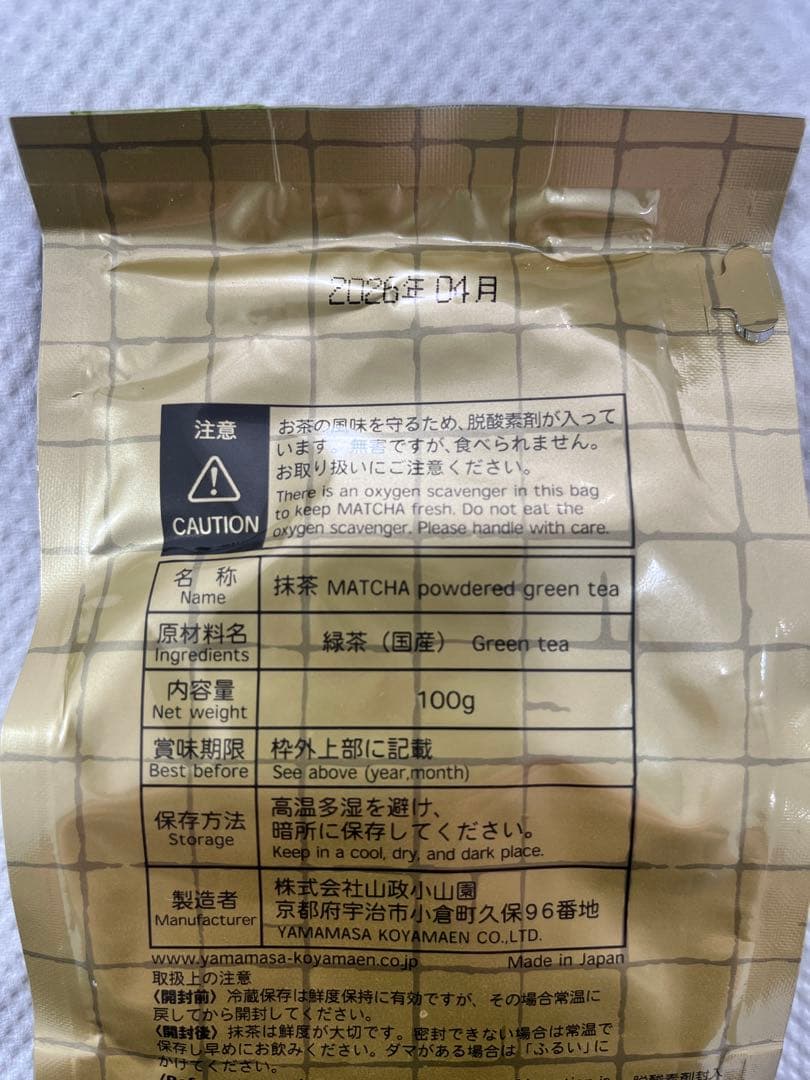 2026年 04月
注意
CAUTION
お茶の風味を守るため、脱酸素剤が入って
います。無害ですが、食べられません。
お取り扱いにご注意ください。
There is an oxygen scavenger in this bag
to keep MATCHA fresh. Do not eat the
oxygen scavenger. Please handle with care.
名 称
Name
抹茶 MATCHA powdered green tea
原材料名
Ingredients
緑茶（国産） Green tea
内容量
Net weight
100g
賞味期限
Best before
枠外上部に記載
See above (year,month)
保存方法
Storage
高温多湿を避け、
暗所に保存してください。
Keep in a cool, dry, and dark place.
製造者
Manufacturer
株式会社山政小山園
京都府宇治市小倉町久保96番地
YAMAMASA KOYAMAEN CO.,LTD.
www.yamamasa-koyamaen.co.jp Made in Japan
取扱上の注意
〈開封前〉冷蔵保存は鮮度保持に有効ですが、その場合常温に
戻してから開封してください。
〈開封後〉抹茶は鮮度が大切です。密封できない場合は常温で
保存し早めにお飲みください。ダマがある場合は「ふるい」に
かけてください。
脱酸素剤封入